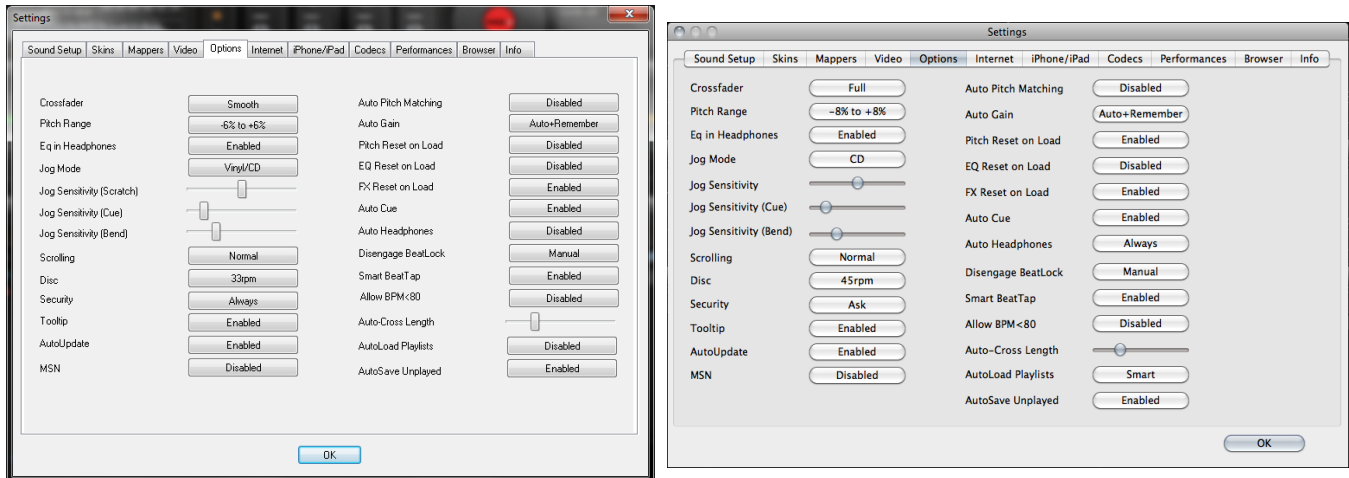 Settings
Sound Setup Skins Mappers Video Options Internet iPhone/iPad Codecs Performances Browser Info
Crossfader Smooth
Pitch Range -6% to +6%
Eq in Headphones Enabled
Jog Mode Vinyl/CD
Jog Sensitivity (Scratch)
Jog Sensitivity (Cue)
Jog Sensitivity (Bend)
Scrolling Normal
Disc 33rpm
Security Always
Tooltip Enabled
AutoUpdate Enabled
MSN Disabled
Auto Pitch Matching Disabled
Auto Gain Auto+Remember
Pitch Reset on Load Disabled
EQ Reset on Load Disabled
FX Reset on Load Enabled
Auto Cue Enabled
Auto Headphones Disabled
Disengage BeatLock Manual
Smart BeatTap Enabled
Allow BPM<80 Disabled
Auto-Cross Length
AutoLoad Playlists Disabled
AutoSave Unplayed Enabled
OK
Settings
Sound Setup Skins Mappers Video Options Internet iPhone/iPad Codecs Performances Browser Info
Crossfader Full
Pitch Range -8% to +8%
Eq in Headphones Enabled
Jog Mode CD
Jog Sensitivity
Jog Sensitivity (Cue)
Jog Sensitivity (Bend)
Scrolling Normal
Disc 45rpm
Security Ask
Tooltip Enabled
AutoUpdate Enabled
MSN Disabled
Auto Pitch Matching Disabled
Auto Gain Auto+Remember
Pitch Reset on Load Enabled
EQ Reset on Load Disabled
FX Reset on Load Enabled
Auto Cue Enabled
Auto Headphones Always
Disengage BeatLock Manual
Smart BeatTap Enabled
Allow BPM<80 Disabled
Auto-Cross Length
AutoLoad Playlists Smart
AutoSave Unplayed Enabled
OK